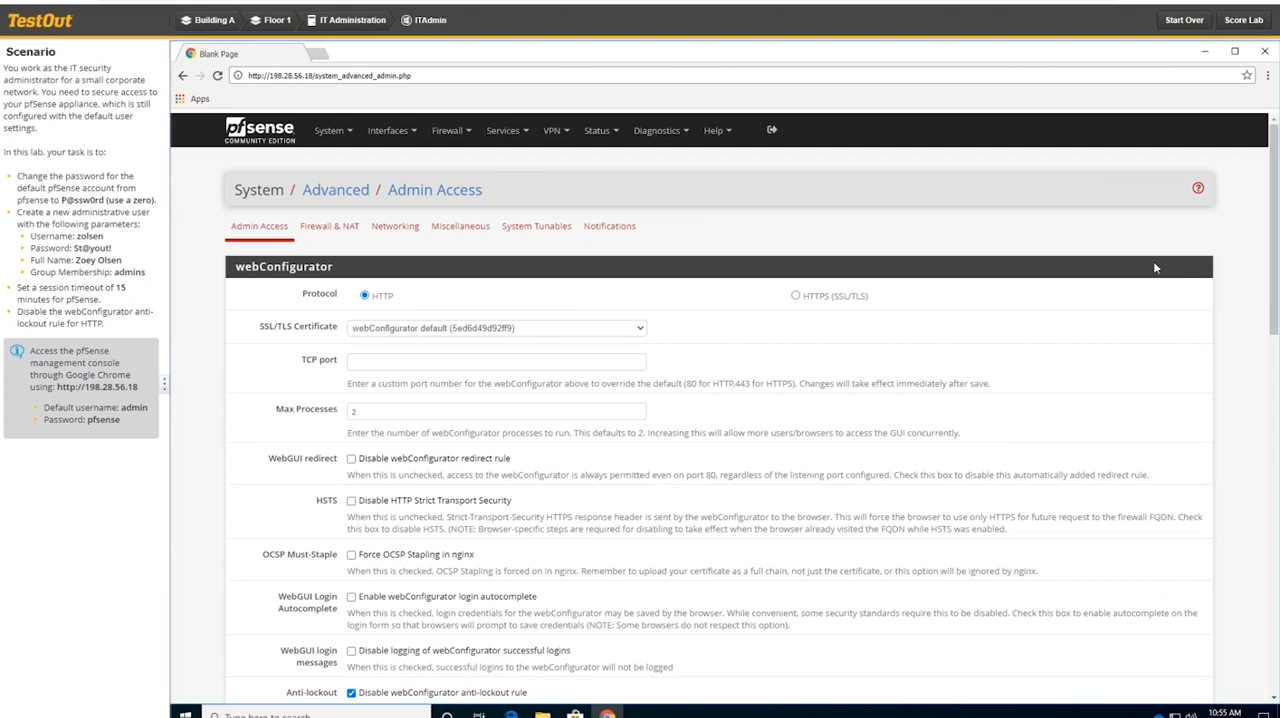 TestOut
Building A
Floor 1
IT Administration
ITAdmin
Start Over
Score Lab
Scenario
You work as the IT security
administrator for a small corporate
network. You need to secure access to
your pfSense appliance, which is still
configured with the default user
settings.
In this lab, your task is to:
Change the password for the
default pfSense account from
pfsense to P@ssw0rd (use a zero).
Create a new administrative user
with the following parameters:
Username: zolsen
Password: St@yout!
Full Name: Zoey Olsen
Group Membership: admins
Set a session timeout of 15
minutes for pfSense.
Disable the webConfigurator anti-
lockout rule for HTTP.
Access the pfSense
management console
through Google Chrome
using: http://198.28.56.18
Default username: admin
Password: pfsense
Blank Page
http://198.28.56.18/system_advanced_admin.php
Apps
pfsense
COMMUNITY EDITION
System
Interfaces
Firewall
Services
VPN
Status
Diagnostics
Help
System / Advanced / Admin Access
Admin Access
Firewall & NAT
Networking
Miscellaneous
System Tunables
Notifications
webConfigurator
Protocol
HTTP
HTTPS (SSL/TLS)
SSL/TLS Certificate
webConfigurator default (5ed6d49d92ff9)
TCP port
Enter a custom port number for the webConfigurator above to override the default (80 for HTTP,443 for HTTPS). Changes will take effect immediately after save.
Max Processes
2
Enter the number of webConfigurator processes to run. This defaults to 2. Increasing this will allow more users/browsers to access the GUI concurrently.
WebGUI redirect
Disable webConfigurator redirect rule
When this is unchecked, access to the webConfigurator is always permitted even on port 80, regardless of the listening port configured. Check this box to disable this automatically added redirect rule.
HSTS
Disable HTTP Strict Transport Security
When this is unchecked, Strict-Transport-Security HTTPS response header is sent by the webConfigurator to the browser. This will force the browser to use only HTTPS for future request to the firewall FQDN. Check
this box to disable HSTS. (NOTE: Browser-specific steps are required for disabling to take effect when the browser already visited the FQDN while HSTS was enabled.
OCSP Must-Staple
Force OCSP Stapling in nginx
When this is checked, OCSP Stapling is forced on in nginx. Remember to upload your certificate as a full chain, not just the certificate, or this option will be ignored by nginx.
WebGUI Login
Autocomplete
Enable webConfigurator login autocomplete
When this is checked, login credentials for the webConfigurator may be saved by the browser. While convenient, some security standards require this to be disabled. Check this box to enable autocomplete on the
login form so that browsers will prompt to save credentials (NOTE: Some browsers do not respect this option).
WebGUI login
messages
Disable logging of webConfigurator successful logins
When this is checked, successful logins to the webConfigurator will not be logged
Anti-lockout
Disable webConfigurator anti-lockout rule
Type here to search
10:55 AM